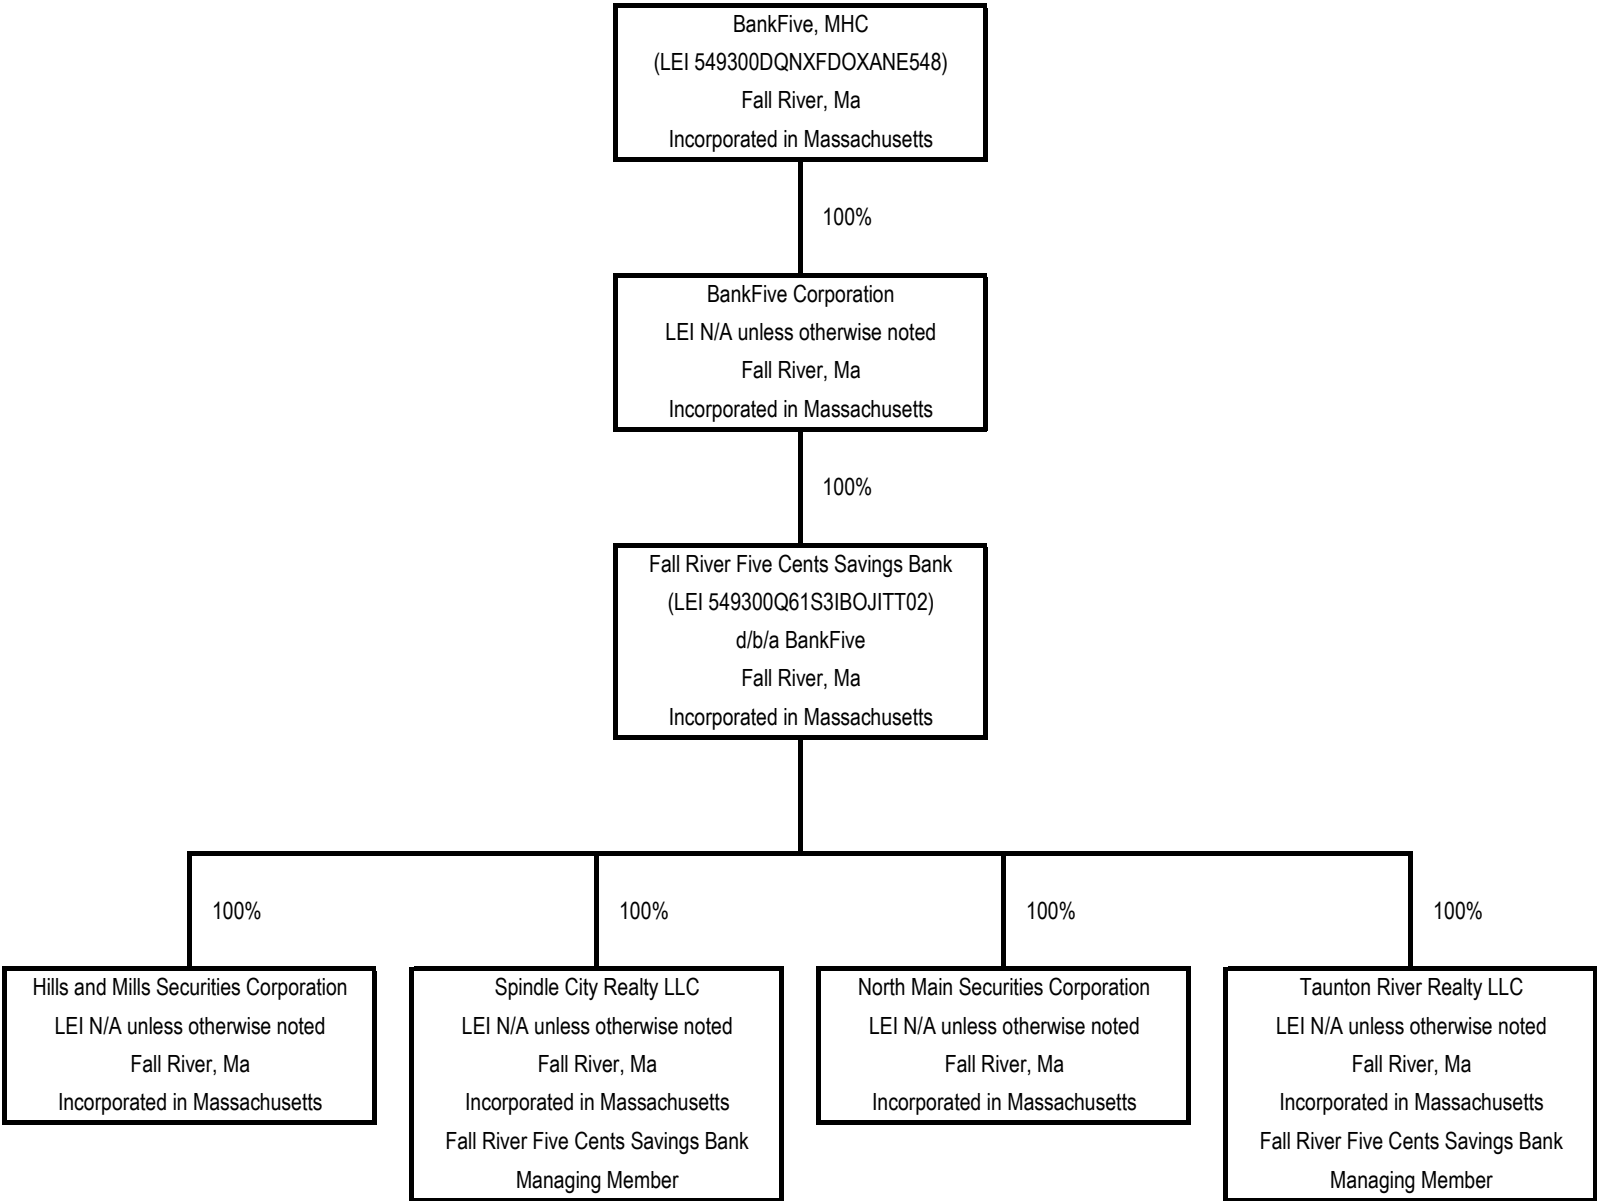 BankFive, MHC
(LEI 549300DQNXFDOXANE548)
Fall River, Ma
Incorporated in Massachusetts
100%
BankFive Corporation
LEI N/A unless otherwise noted
Fall River, Ma
Incorporated in Massachusetts
100%
Fall River Five Cents Savings Bank
(LEI 549300Q61S3IBOJITT02)
d/b/a BankFive
Fall River, Ma
Incorporated in Massachusetts
100%
100%
100%
100%
Hills and Mills Securities Corporation
LEI N/A unless otherwise noted
Fall River, Ma
Incorporated in Massachusetts
Spindle City Realty LLC
LEI N/A unless otherwise noted
Fall River, Ma
Incorporated in Massachusetts
Fall River Five Cents Savings Bank
Managing Member
North Main Securities Corporation
LEI N/A unless otherwise noted
Fall River, Ma
Incorporated in Massachusetts
Taunton River Realty LLC
LEI N/A unless otherwise noted
Fall River, Ma
Incorporated in Massachusetts
Fall River Five Cents Savings Bank
Managing Member